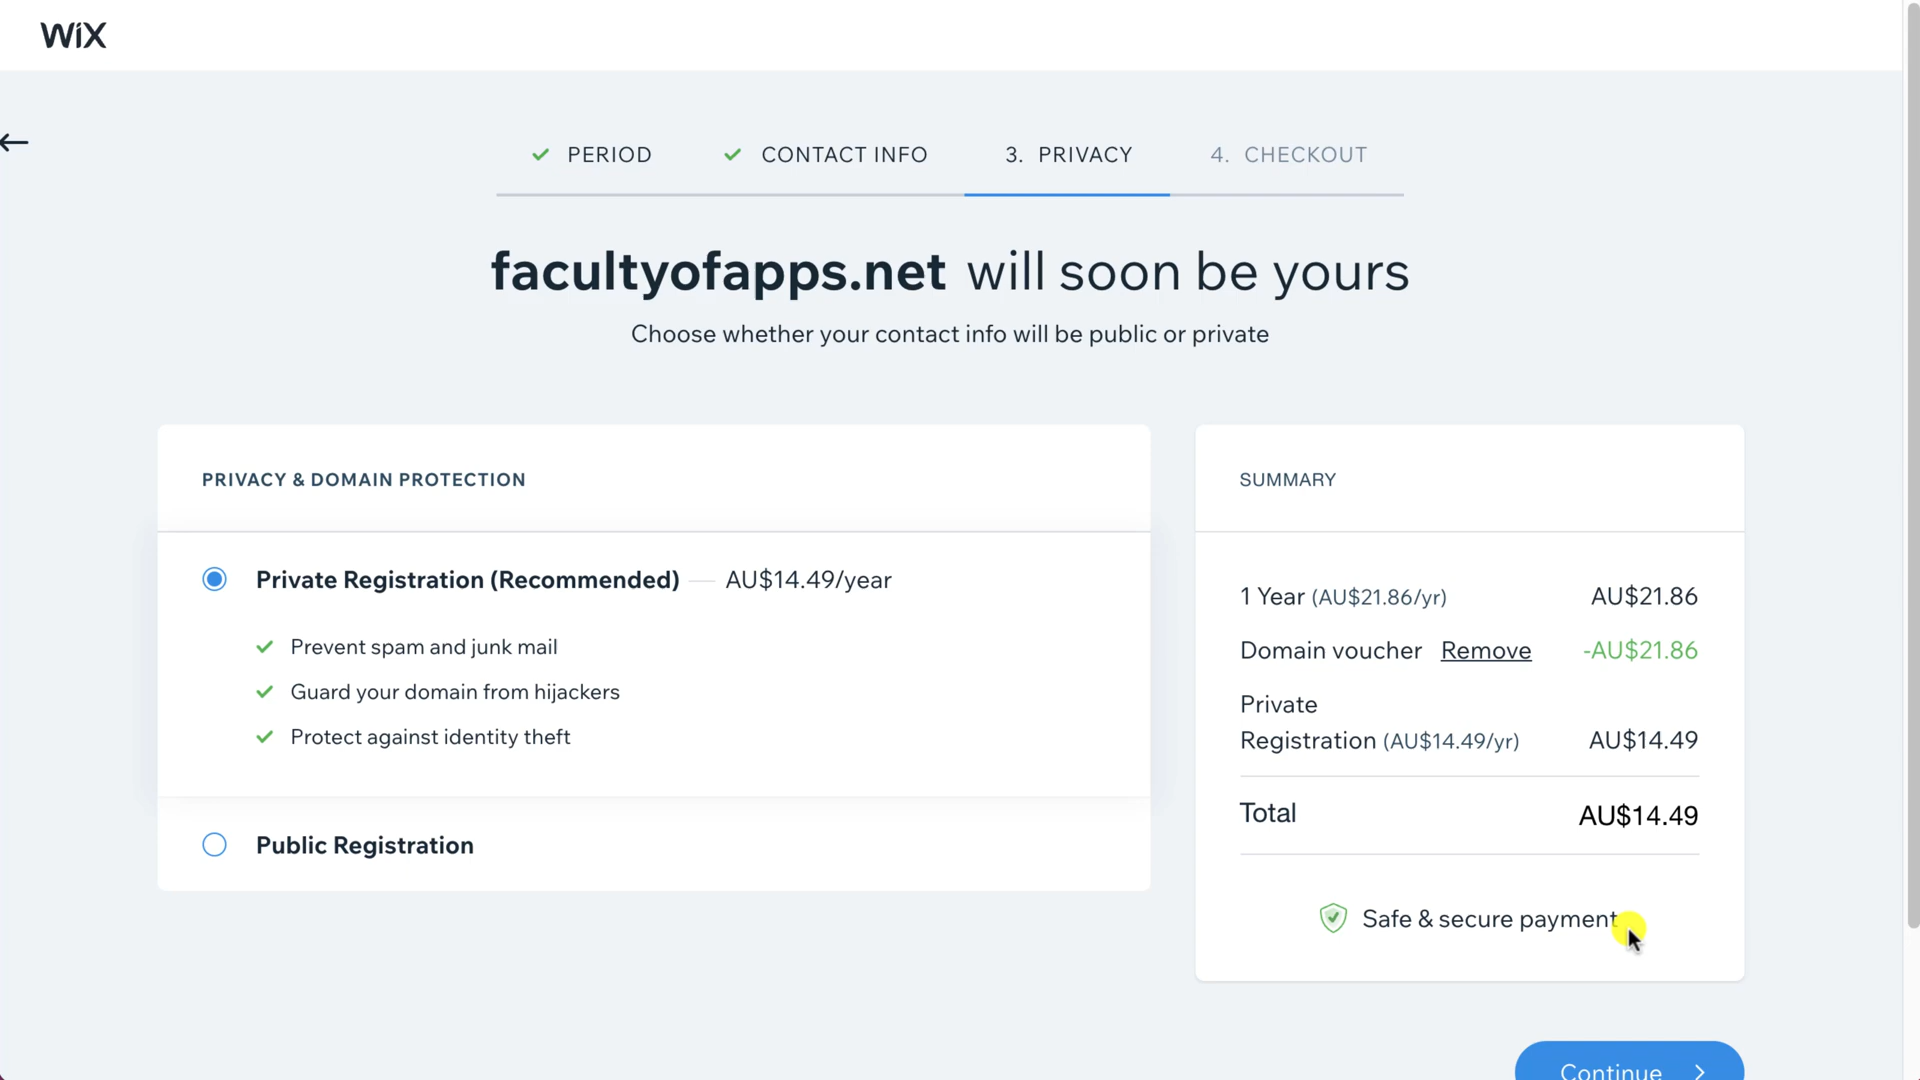 WiX
PERIOD
CONTACT INFO
3. PRIVACY
4. CHECKOUT
facultyofapps.net will soon be yours
Choose whether your contact info will be public or private
PRIVACY & DOMAIN PROTECTION
Private Registration (Recommended) — AU$14.49/year
Prevent spam and junk mail
Guard your domain from hijackers
Protect against identity theft
Public Registration
SUMMARY
1 Year (AU$21.86/yr) AU$21.86
Domain voucher Remove -AU$21.86
Private
Registration (AU$14.49/yr) AU$14.49
Total AU$14.49
Safe & secure payment
Continue